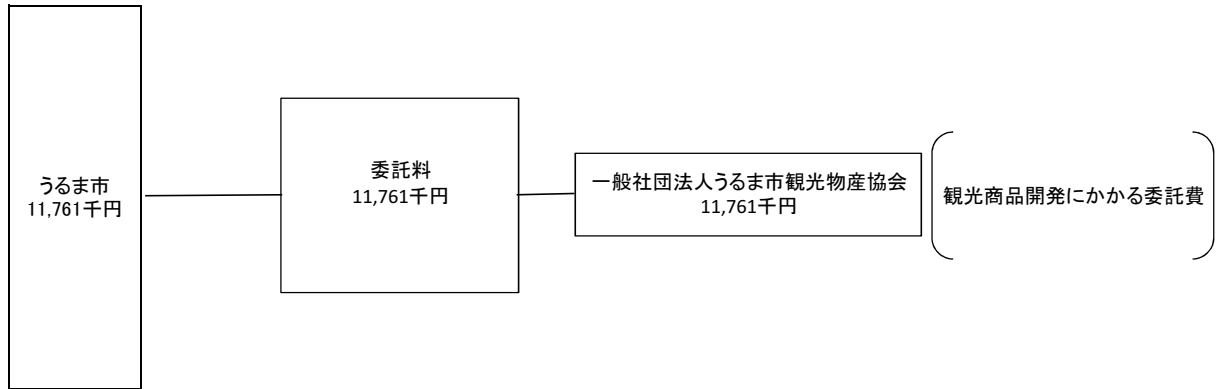 うるま市
11,761千円
委託料
11,761千円
一般社団法人うるま市観光物産協会
11,761千円
観光商品開発にかかる委託費